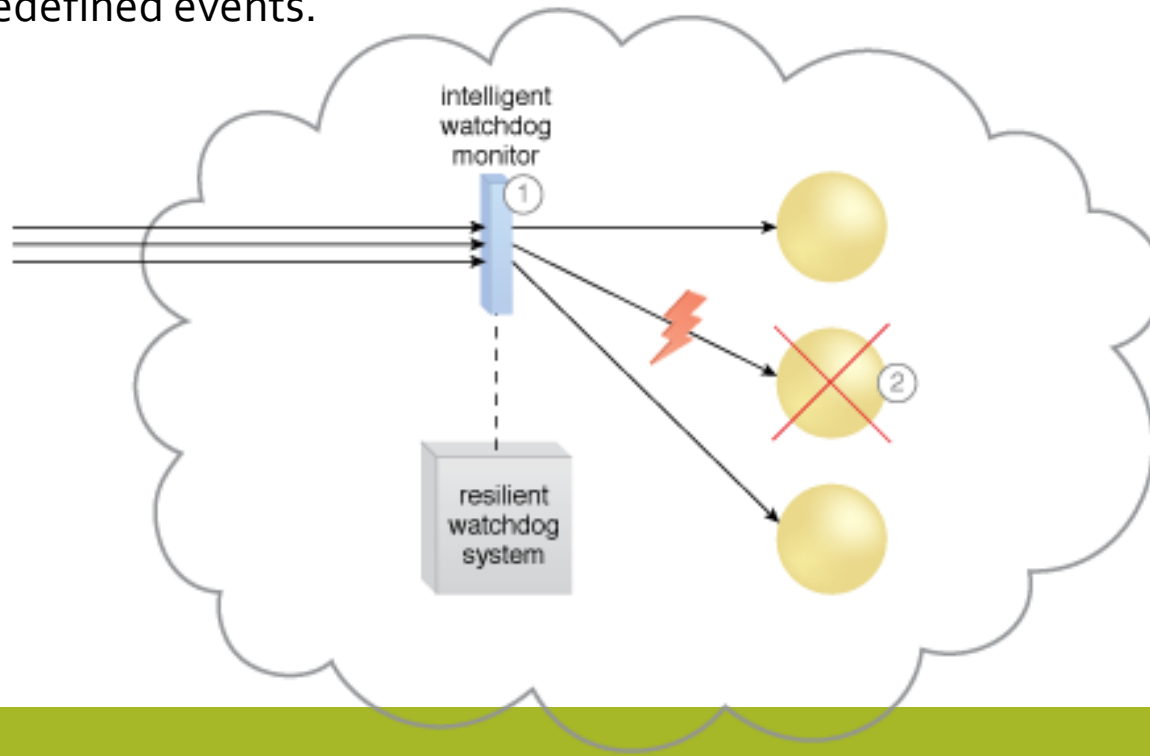 edefined events.
intelligent
watchdog
monitor
1
2
resilient
watchdog
system